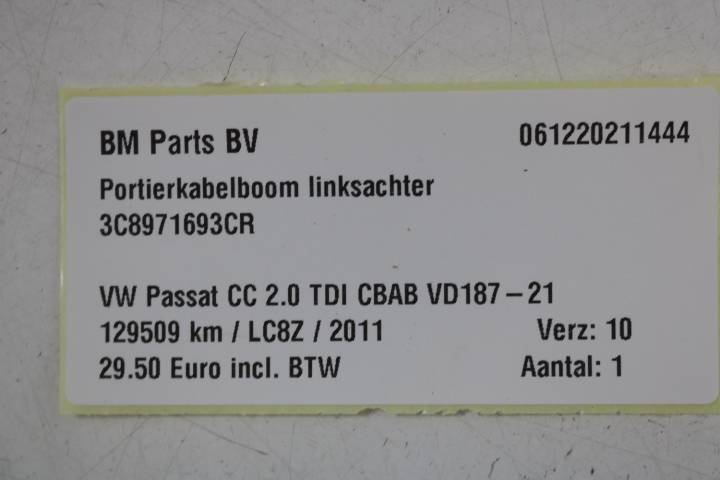 BM Parts BV 061220211444
Portierkabelboom linksachter
3C8971693CR
VW Passat CC 2.0 TDI CBAB VD187-21
129509 km / LC8Z / 2011 Verz: 10
29.50 Euro incl. BTW Aantal: 1